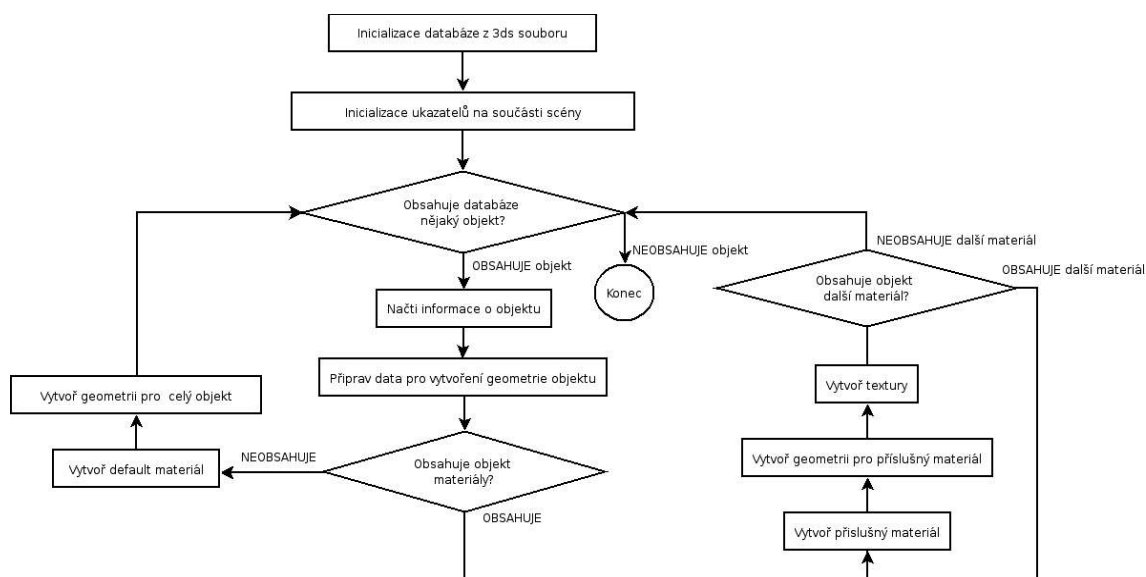 Inicializace databáze z 3ds souboru
Inicializace ukazatelů na součásti scény
Obsahuje databáze
nějaký objekt?
NEOBSAHUJE objekt
OBSAHUJE objekt
Konec
Načti informace o objektu
Připrav data pro vytvoření geometrie objektu
Obsahuje objekt
materiály?
NEOBSAHUJE
OBSAHUJE
Vytvoř default materiál
Vytvoř geometrii pro celý objekt
Vytvoř přislušný materiál
Vytvoř geometrii pro příslušný materiál
Vytvoř textury
Obsahuje objekt
další materiál?
NEOBSAHUJE další materiál
OBSAHUJE další materiál